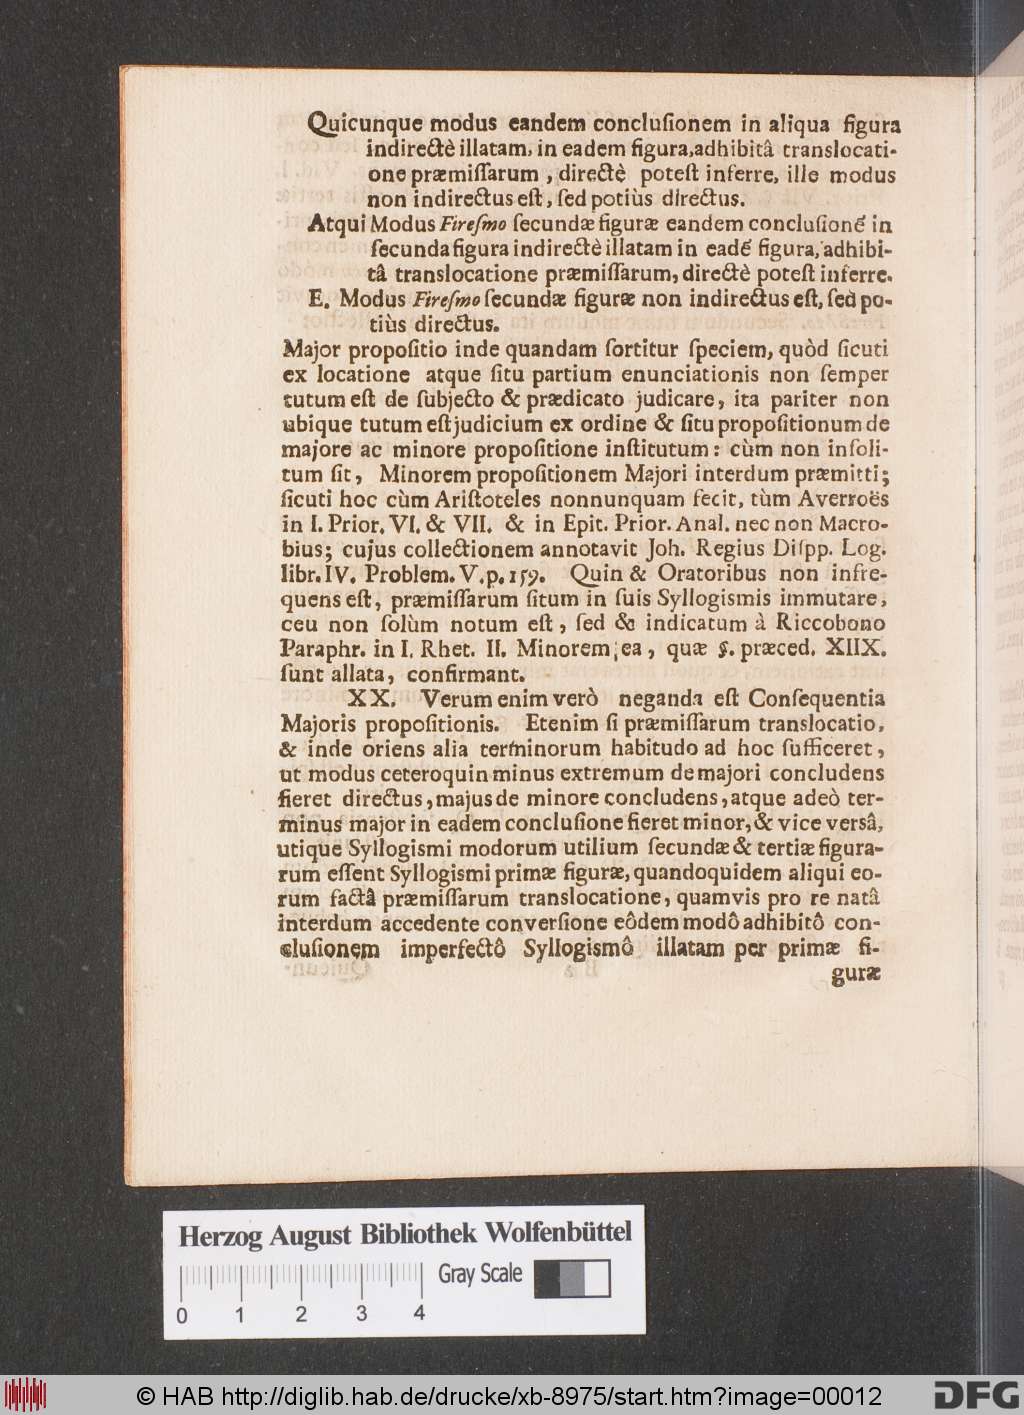 Quicunque modus eandem concluſionem in aliqua figura
indirectè illatam, in eadem figura, adhibitâ translocati-
one præmiſſarum, directè poteſt inferre, ille modus
non indirectus eſt, ſed potiùs directus.
Atqui Modus Fireſmo ſecundæ figuræ eandem concluſionẽ in
ſecunda figura indirectè illatam in eadẽ figura, adhibi-
tâ translocatione præmiſſarum, directè poteſt inferre.
E. Modus Fireſmo ſecundæ figuræ non indirectus eſt, ſed po-
tiùs directus.
Major propoſitio inde quandam ſortitur ſpeciem, quòd ſicuti
ex locatione atque ſitu partium enunciationis non ſemper
tutum eſt de ſubjecto & prædicato judicare, ita pariter non
ubique tutum eſt judicium ex ordine & ſitu propoſitionum de
majore ac minore propoſitione inſtitutum: cùm non inſoli-
tum ſit, Minorem propoſitionem Majori interdum præmitti;
ſicuti hoc cùm Ariſtoteles nonnunquam fecit, tùm Averroës
in I. Prior. VI. & VII. & in Epit. Prior. Anal. nec non Macro-
bius; cujus collectionem annotavit Joh. Regius Diſpp. Log.
libr. IV. Problem. V. p. 159. Quin & Oratoribus non infre-
quens eſt, præmiſſarum ſitum in ſuis Syllogismis immutare,
ceu non ſolùm notum eſt, ſed & indicatum à Riccobono
Paraphr. in I. Rhet. II. Minorem ea, quæ §. præced. XIIX.
ſunt allata, confirmant.
XX. Verum enim verò neganda eſt Conſequentia
Majoris propoſitionis. Etenim ſi præmiſſarum translocatio,
& inde oriens alia terminorum habitudo ad hoc ſufficeret,
ut modus ceteroquin minus extremum de majori concludens
fieret directus, majus de minore concludens, atque adeò ter-
minus major in eadem concluſione fieret minor, & vice versâ,
utique Syllogismi modorum utilium ſecundæ & tertiæ figura-
rum eſſent Syllogismi primæ figuræ, quandoquidem aliqui eo-
rum factâ præmiſſarum translocatione, quamvis pro re natâ
interdum accedente converſione eôdem modô adhibitô con-
cluſionem imperfectô Syllogismô illatam per primæ fi-
guræ
Herzog August Bibliothek Wolfenbüttel
Gray Scale
0 1 2 3 4
© HAB http://diglib.hab.de/drucke/xb-8975/start.htm?image=00012
DFG